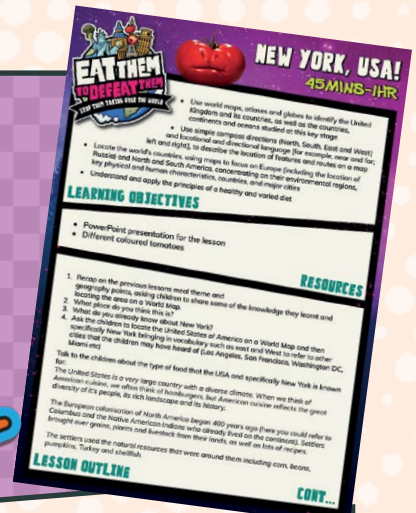 EAT THEM
TO DEFEAT THEM
STOP THEM TAKING OVER THE WORLD
NEW YORK, USA!
45MINS-1HR
• Use world maps, atlases and globes to identify the United
Kingdom and its countries, as well as the countries,
continents and oceans studied at this key stage
• Use simple compass directions (North, South, East and West)
and locational and directional language [for example, near and far;
left and right], to describe the location of features and routes on a map
• Locate the world's countries, using maps to focus on Europe (including the location of
Russia) and North and South America, concentrating on their environmental regions,
key physical and human characteristics, countries, and major cities
• Understand and apply the principles of a healthy and varied diet
LEARNING OBJECTIVES
• PowerPoint presentation for the lesson
• Different coloured tomatoes
RESOURCES
1. Recap on the previous lessons meal theme and
geography points, asking children to share some of the knowledge they learnt and
locating the area on a World Map.
2. What place do you think this is?
3. What do you already know about New York?
4. Ask the children to locate the United States of America on a World Map and then
specifically New York bringing in vocabulary such as east and West to refer to other
cities that the children may have heard of (Los Angeles, San Francisco, Washington DC,
Miami etc)
Talk to the children about the type of food that the USA and specifically New York is known
for:
The United States is a very large country with a diverse climate. When we think of
American cuisine, we often think of hamburgers, but American cuisine reflects the great
diversity of it's people, its rich landscape and its history.
The European colonisation of North America began 400 years ago (here you could refer to
Columbus and the Native American Indians who already lived on the continent). Settlers
brought over grains, plants and livestock from their lands, as well as lots of recipes.
The settlers used the natural resources that were around them including corn, beans,
pumpkins, Turkey and shellfish.
LESSON OUTLINE
CONT...